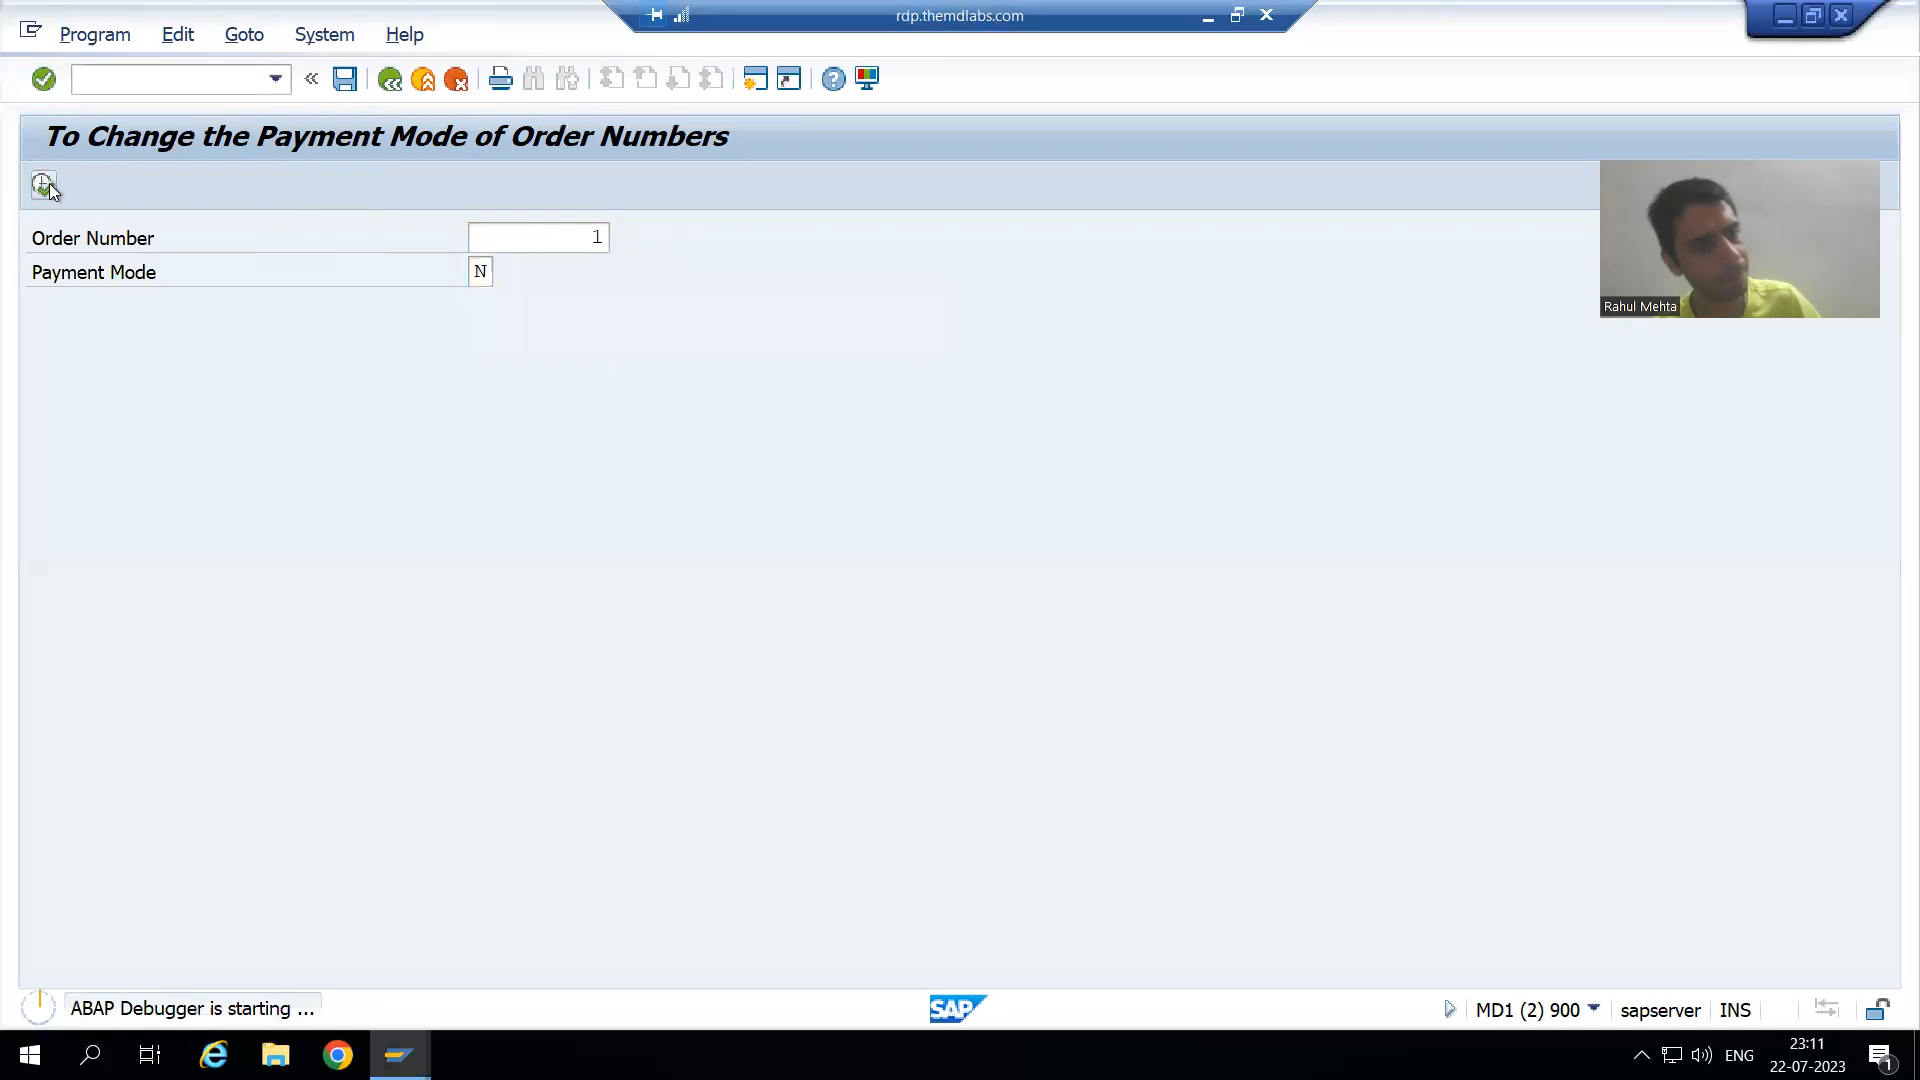 rdp.themdlabs.com
Program Edit Goto System Help
To Change the Payment Mode of Order Numbers
Order Number 1
Payment Mode N
Rahul Mehta
ABAP Debugger is starting ...
SAP
MD1 (2) 900 sapserver INS
ENG
23:11
22-07-2023
1